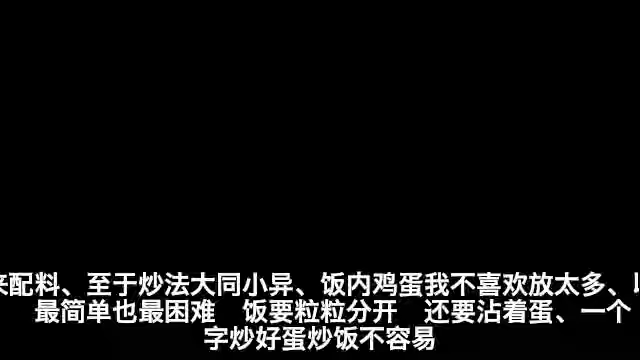 来配料、至于炒法大同小异、饭内鸡蛋我不喜欢放太多、
最简单也最困难 饭要粒粒分开 还要沾着蛋、一个
字炒好蛋炒饭不容易